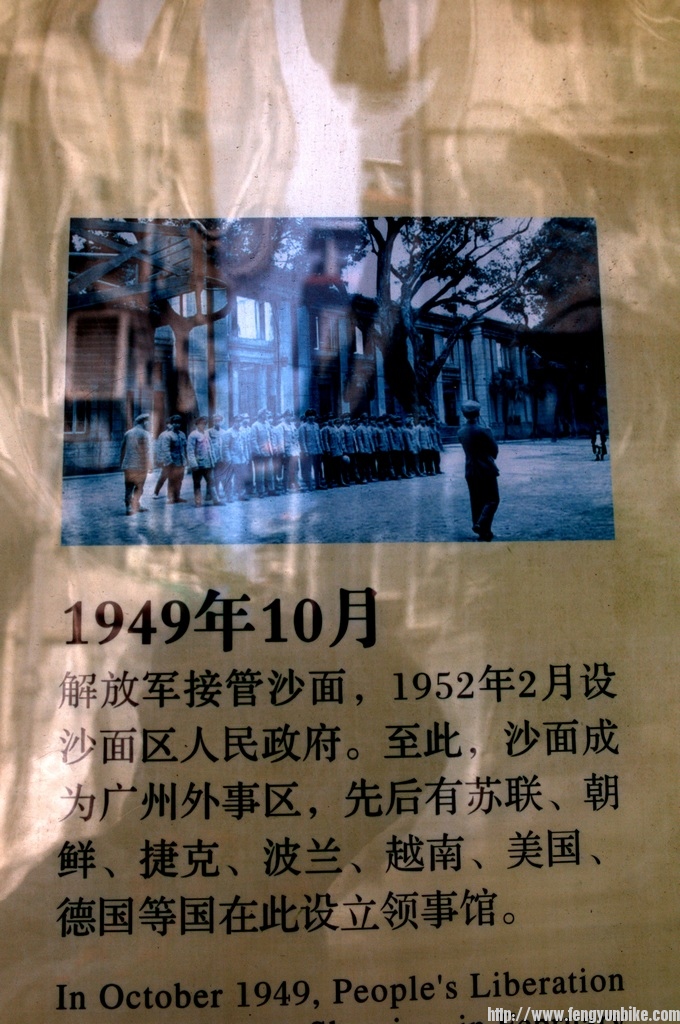 1949年10月
解放军接管沙面，1952年2月设
沙面区人民政府。至此，沙面成
为广州外事区，先后有苏联、朝
鲜、捷克、波兰、越南、美国、
德国等国在此设立领事馆。
In October 1949, People's Liberation
http://www.fengyunbike.com